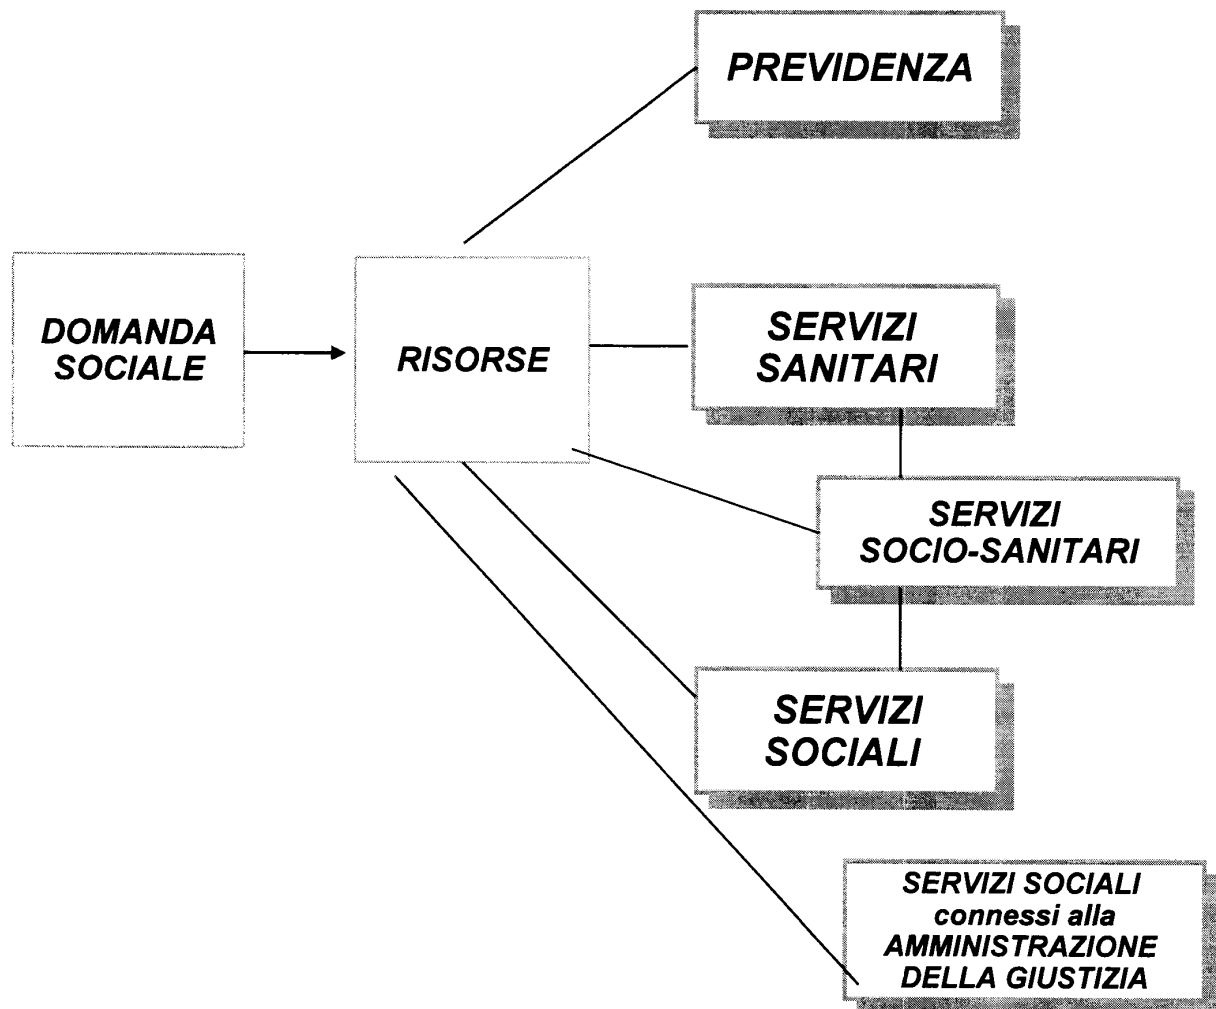 PREVIDENZA
DOMANDA
SOCIALE
RISORSE
SERVIZI
SANITARI
SERVIZI
SOCIO-SANITARI
SERVIZI
SOCIALI
SERVIZI SOCIALI
connessi alla
AMMINISTRAZIONE
DELLA GIUSTIZIA